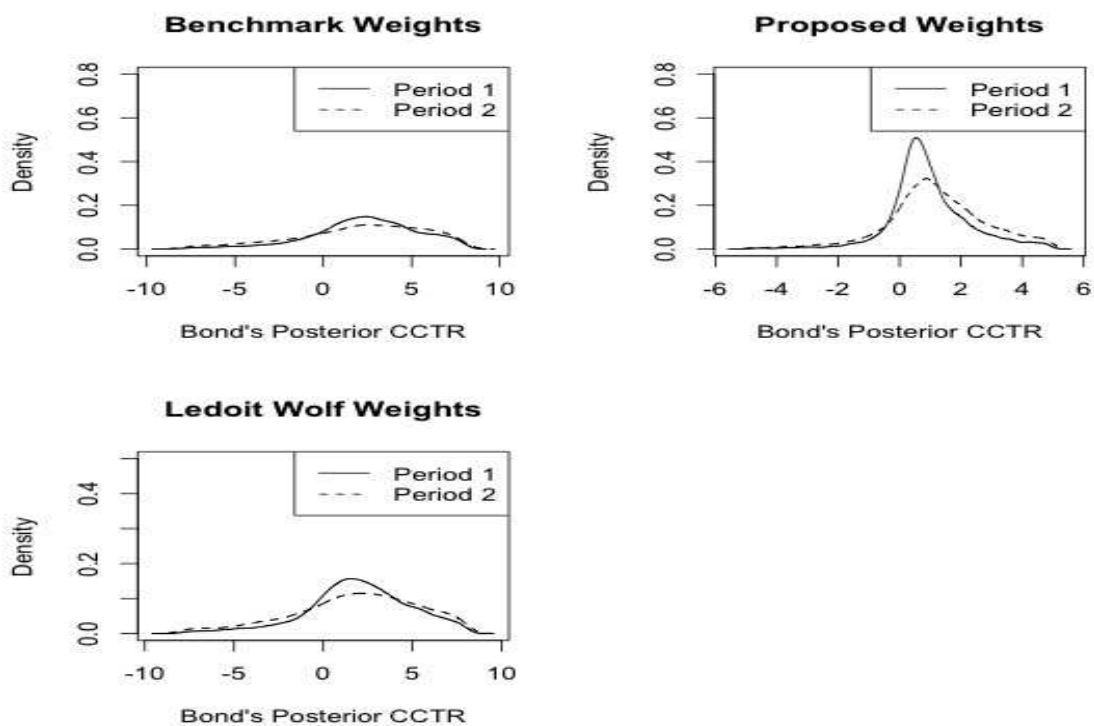 Benchmark Weights
Density
0.0 0.2 0.4 0.6 0.8
Period 1
Period 2
-10 -5 0 5 10
Bond's Posterior CCTR
Proposed Weights
Density
0.0 0.2 0.4 0.6 0.8
Period 1
Period 2
-6 -4 -2 0 2 4 6
Bond's Posterior CCTR
Ledoit Wolf Weights
Density
0.0 0.2 0.4
Period 1
Period 2
-10 -5 0 5 10
Bond's Posterior CCTR